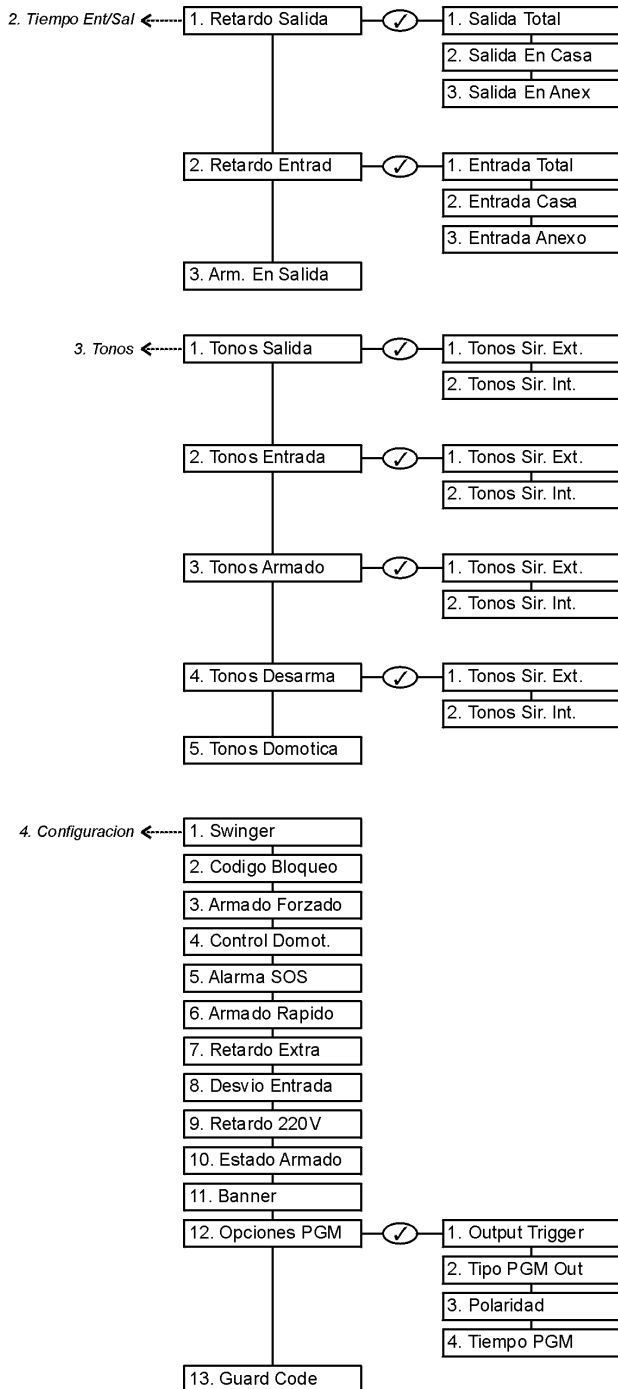 2. Tiempo Ent/Sal
1. Retardo Salida
1. Salida Total
2. Salida En Casa
3. Salida En Anex
2. Retardo Entrad
1. Entrada Total
2. Entrada Casa
3. Entrada Anexo
3. Arm. En Salida
3. Tonos
1. Tonos Salida
1. Tonos Sir. Ext.
2. Tonos Sir. Int.
2. Tonos Entrada
1. Tonos Sir. Ext.
2. Tonos Sir. Int.
3. Tonos Armado
1. Tonos Sir. Ext.
2. Tonos Sir. Int.
4. Tonos Desarma
1. Tonos Sir. Ext.
2. Tonos Sir. Int.
5. Tonos Domotica
4. Configuracion
1. Swinger
2. Codigo Bloqueo
3. Armado Forzado
4. Control Domot.
5. Alarma SOS
6. Armado Rapido
7. Retardo Extra
8. Desvio Entrada
9. Retardo 220V
10. Estado Armado
11. Banner
12. Opciones PGM
1. Output Trigger
2. Tipo PGM Out
3. Polaridad
4. Tiempo PGM
13. Guard Code